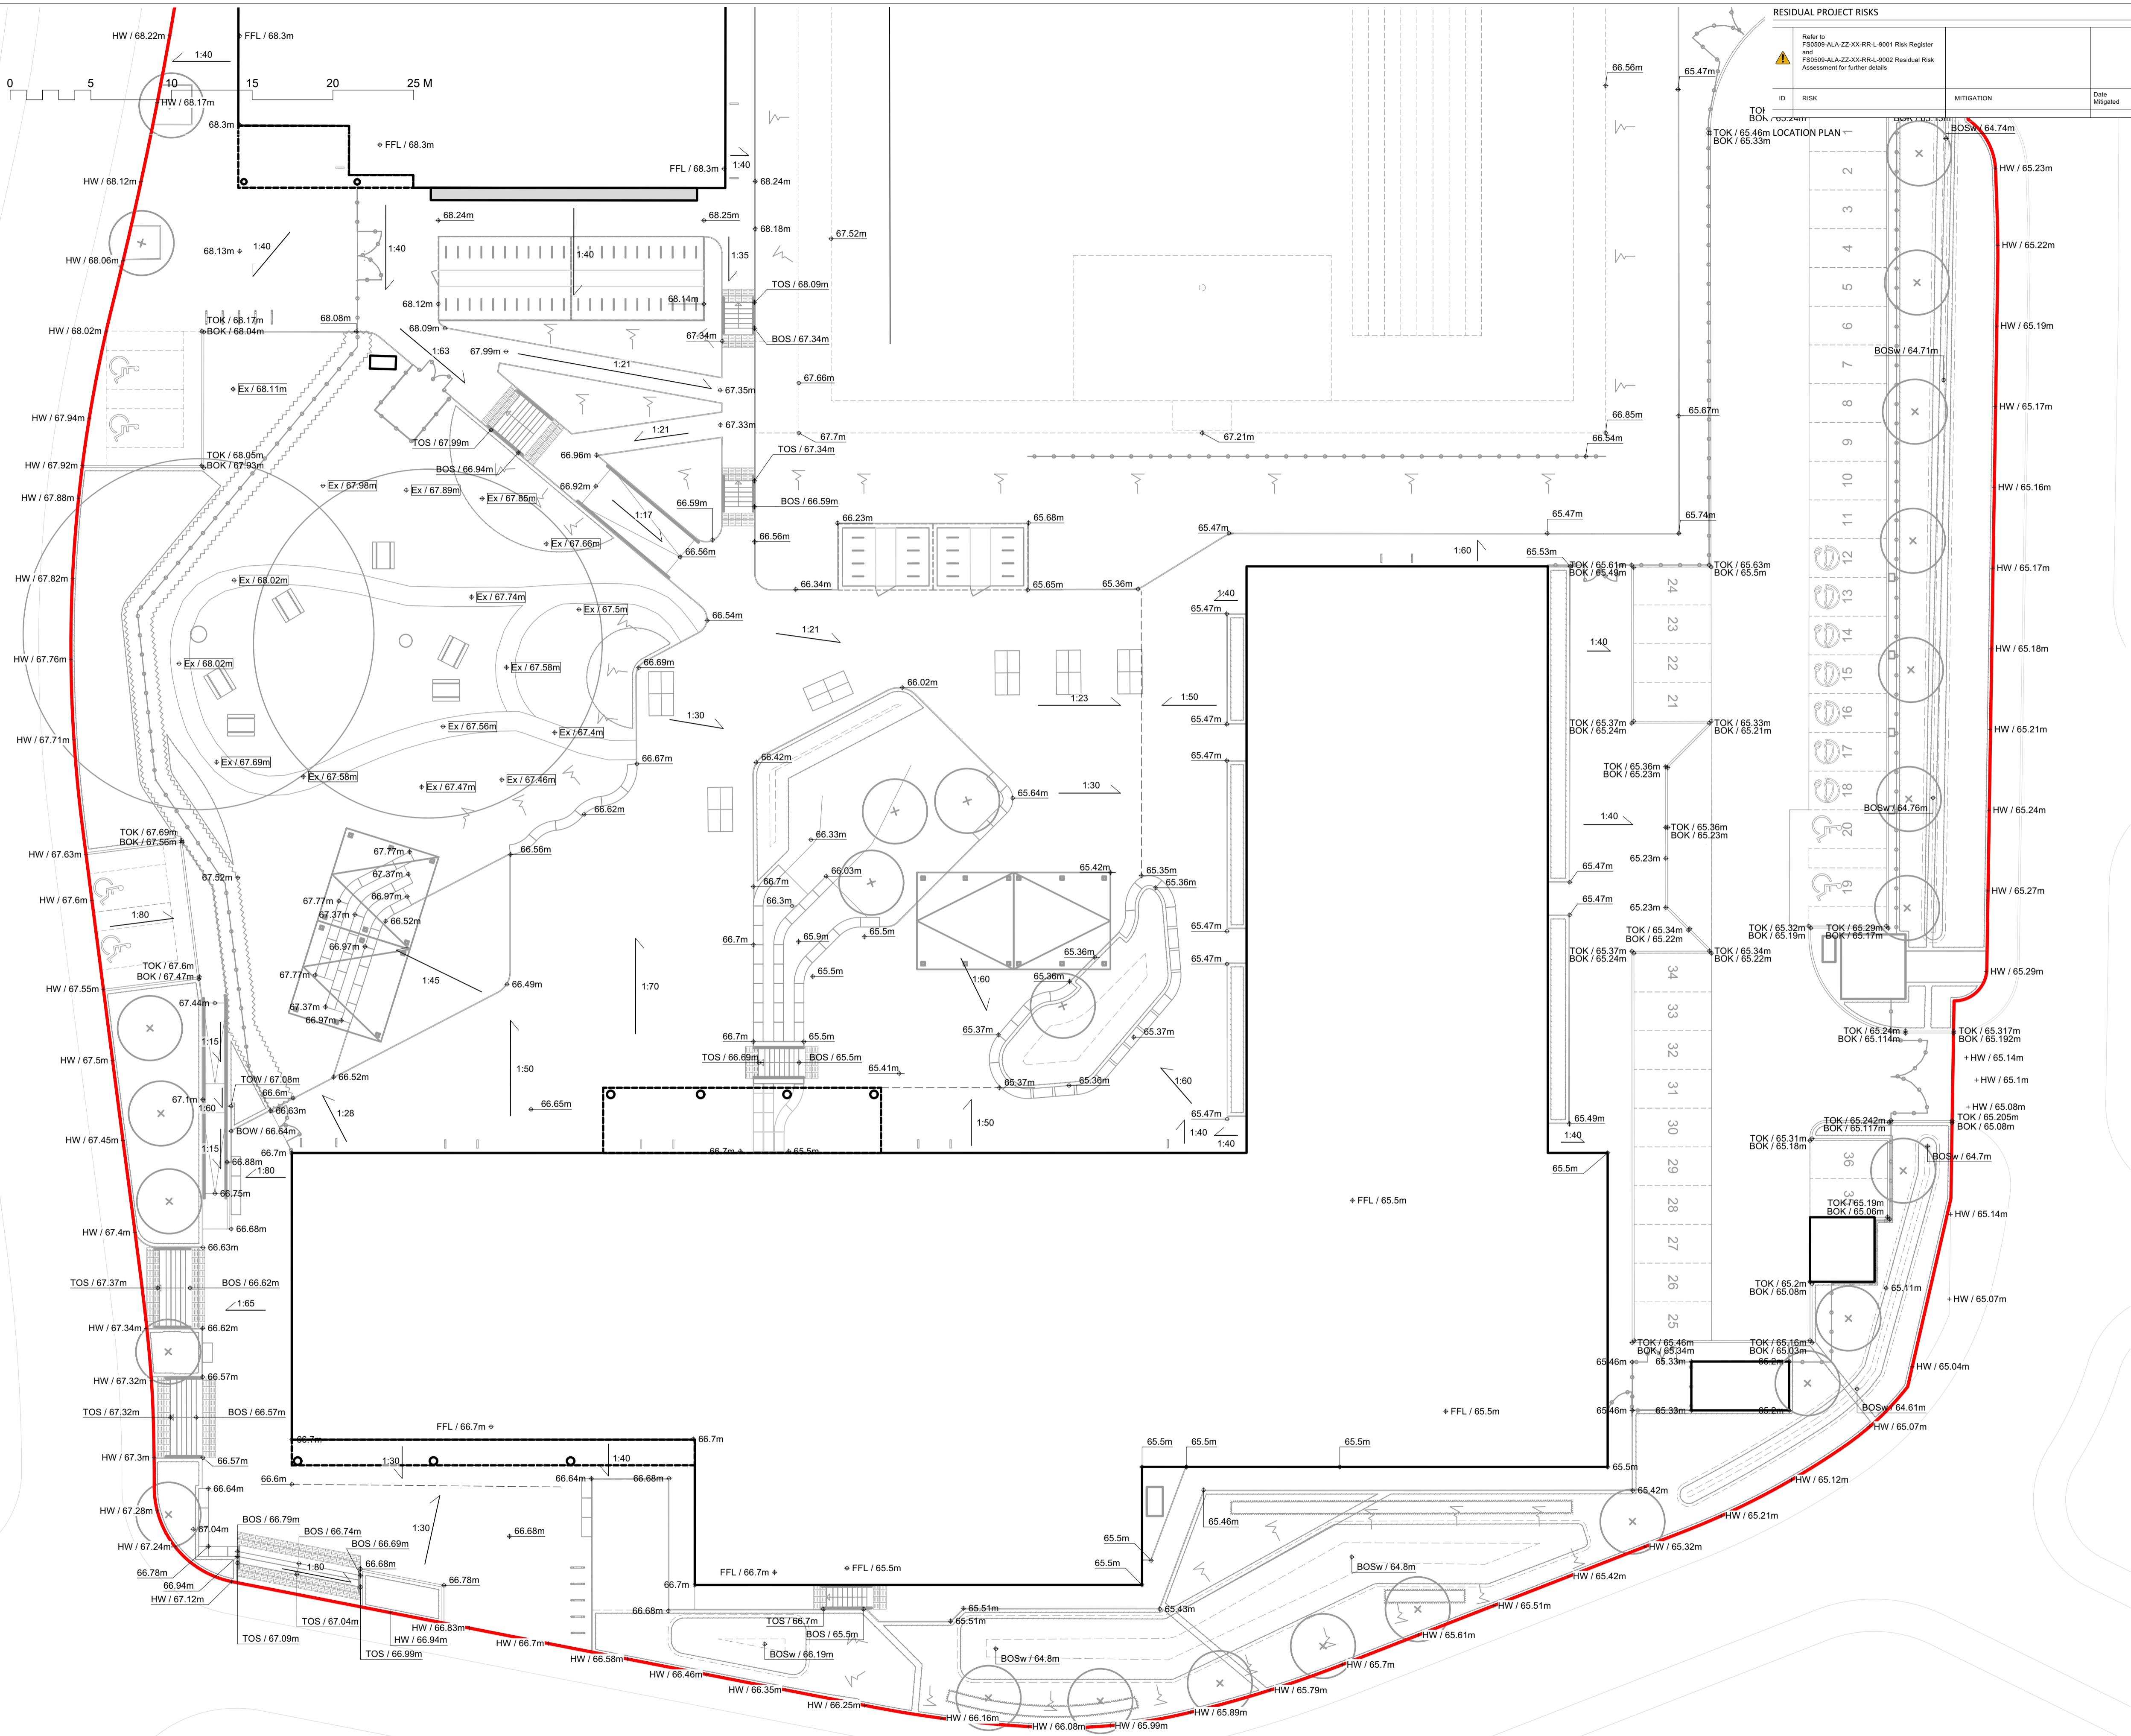 RESIDUAL PROJECT RISKS
Refer to
FS0509-ALA-ZZ-XX-RR-L-9001 Risk Register
and
FS0509-ALA-ZZ-XX-RR-L-9002 Residual Risk
Assessment for further details
ID RISK MITIGATION Date
Mitigated
LOCATION PLAN
0 5 10 15 20 25 M
HW / 68.22m
FFL / 68.3m
1:40
HW / 68.17m
68.3m
FFL / 68.3m
FFL / 68.3m
1:40
HW / 68.12m
68.24m
68.24m
68.25m
68.18m
67.52m
66.56m
65.47m
TOK / 65.46m
BOK / 65.33m
BOSw / 64.74m
HW / 65.23m
68.13m
1:40
1:40
1:40
1:35
HW / 68.06m
TOS / 68.09m
68.12m
68.14m
HW / 68.02m
TOK / 68.17m
BOK / 68.04m
68.08m
68.09m
67.34m
BOS / 67.34m
1:63
67.99m
1:21
Ex / 68.11m
67.35m
67.66m
HW / 67.94m
TOS / 67.99m
1:21
67.33m
67.7m
67.21m
66.85m
66.54m
65.67m
TOK / 68.05m
BOK / 67.93m
HW / 67.92m
BOS / 66.94m
66.96m
TOS / 67.34m
HW / 67.88m
Ex / 67.98m
Ex / 67.89m
Ex / 67.85m
66.92m
66.59m
BOS / 66.59m
1:17
66.23m
65.68m
65.47m
65.47m
65.74m
Ex / 67.66m
66.56m
66.56m
1:60
65.53m
HW / 67.82m
Ex / 68.02m
Ex / 67.74m
Ex / 67.5m
66.34m
65.65m
65.36m
1:40
65.47m
TOK / 65.61m
BOK / 65.49m
TOK / 65.63m
BOK / 65.5m
66.54m
1:21
HW / 67.76m
Ex / 68.02m
Ex / 67.58m
66.69m
66.02m
1:23
1:50
1:40
1:30
65.47m
HW / 67.71m
Ex / 67.56m
Ex / 67.4m
TOK / 65.37m
BOK / 65.24m
TOK / 65.33m
BOK / 65.21m
Ex / 67.69m
Ex / 67.58m
Ex / 67.47m
Ex / 67.46m
66.67m
66.42m
65.47m
TOK / 65.36m
BOK / 65.23m
65.64m
1:30
66.62m
1:40
TOK / 65.36m
BOK / 65.23m
TOK / 67.69m
BOK / 67.56m
66.33m
HW / 67.63m
66.56m
67.77m
67.37m
66.97m
67.52m
66.7m
66.03m
65.42m
65.35m
65.36m
65.47m
65.23m
HW / 67.6m
67.77m
67.37m
66.52m
66.3m
65.47m
65.23m
1:80
66.97m
66.7m
65.9m
65.5m
65.47m
TOK / 65.34m
BOK / 65.22m
TOK / 67.6m
BOK / 67.47m
67.77m
1:45
65.5m
65.36m
65.36m
65.47m
TOK / 65.37m
BOK / 65.24m
TOK / 65.34m
BOK / 65.22m
HW / 67.55m
66.49m
1:70
1:60
67.44m
67.37m
66.97m
1:15
66.7m
65.5m
65.37m
65.37m
HW / 67.5m
TOS / 66.69m
BOS / 65.5m
65.41m
1:50
TOW / 67.08m
66.6m
66.52m
65.37m
65.36m
1:60
67.1m
1:60
66.63m
1:28
66.65m
65.47m
1:50
1:40
1:40
65.49m
1:40
BOW / 66.64m
HW / 67.45m
1:15
66.7m
66.88m
1:80
66.7m
65.5m
65.5m
66.75m
FFL / 65.5m
66.68m
HW / 67.4m
66.63m
TOS / 67.37m
BOS / 66.62m
1:65
HW / 67.34m
66.62m
HW / 67.32m
66.57m
TOS / 67.32m
BOS / 66.57m
FFL / 66.7m
FFL / 65.5m
66.7m
66.7m
HW / 67.3m
66.57m
1:30
1:40
65.5m
65.5m
65.5m
65.5m
66.6m
66.64m
66.68m
66.64m
HW / 67.28m
65.42m
65.46m
67.04m
BOS / 66.79m
BOS / 66.74m
BOS / 66.69m
1:30
66.68m
65.5m
HW / 67.24m
66.68m
1:80
66.78m
66.94m
HW / 67.12m
66.78m
FFL / 66.7m
FFL / 65.5m
66.7m
65.5m
BOSw / 64.8m
TOS / 67.04m
TOS / 67.09m
TOS / 66.99m
HW / 66.94m
HW / 66.83m
66.68m
TOS / 66.7m
BOS / 65.5m
65.51m
65.51m
65.43m
BOSw / 66.19m
BOSw / 64.8m
HW / 66.7m
HW / 66.58m
HW / 66.46m
HW / 66.35m
HW / 66.25m
HW / 66.16m
HW / 66.08m
HW / 65.99m
HW / 65.89m
HW / 65.79m
HW / 65.7m
HW / 65.61m
HW / 65.51m
HW / 65.42m
HW / 65.32m
HW / 65.21m
HW / 65.12m
HW / 65.07m
HW / 65.04m
HW / 65.07m
HW / 65.14m
1
2
3
4
5
6
7
8
9
10
11
12
13
14
15
16
17
18
20
19
24
23
22
21
34
33
32
31
30
29
28
27
26
25
36
HW / 65.22m
HW / 65.19m
BOSw / 64.71m
HW / 65.17m
HW / 65.16m
HW / 65.17m
HW / 65.18m
HW / 65.21m
HW / 65.24m
BOSw / 64.76m
HW / 65.27m
TOK / 65.32m
BOK / 65.19m
TOK / 65.29m
BOK / 65.17m
HW / 65.29m
TOK / 65.24m
BOK / 65.114m
TOK / 65.317m
BOK / 65.192m
HW / 65.14m
HW / 65.1m
HW / 65.08m
TOK / 65.242m
BOK / 65.117m
TOK / 65.205m
BOK / 65.08m
TOK / 65.31m
BOK / 65.18m
BOSw / 64.7m
TOK / 65.19m
BOK / 65.06m
TOK / 65.2m
BOK / 65.08m
65.11m
TOK / 65.46m
BOK / 65.34m
TOK / 65.16m
BOK / 65.03m
65.46m
65.33m
65.2m
65.46m
65.33m
65.2m
BOSw / 64.61m